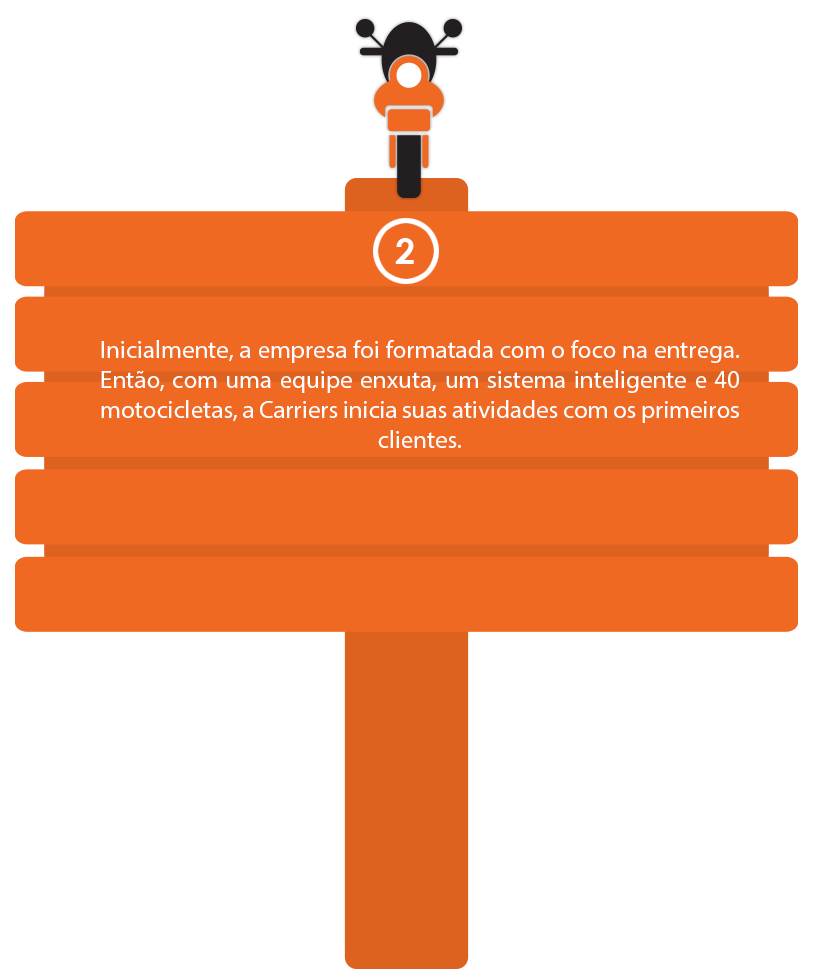 2
Inicialmente, a empresa foi formatada com o foco na entrega.
Então, com uma equipe enxuta, um sistema inteligente e 40
motocicletas, a Carriers inicia suas atividades com os primeiros
clientes.